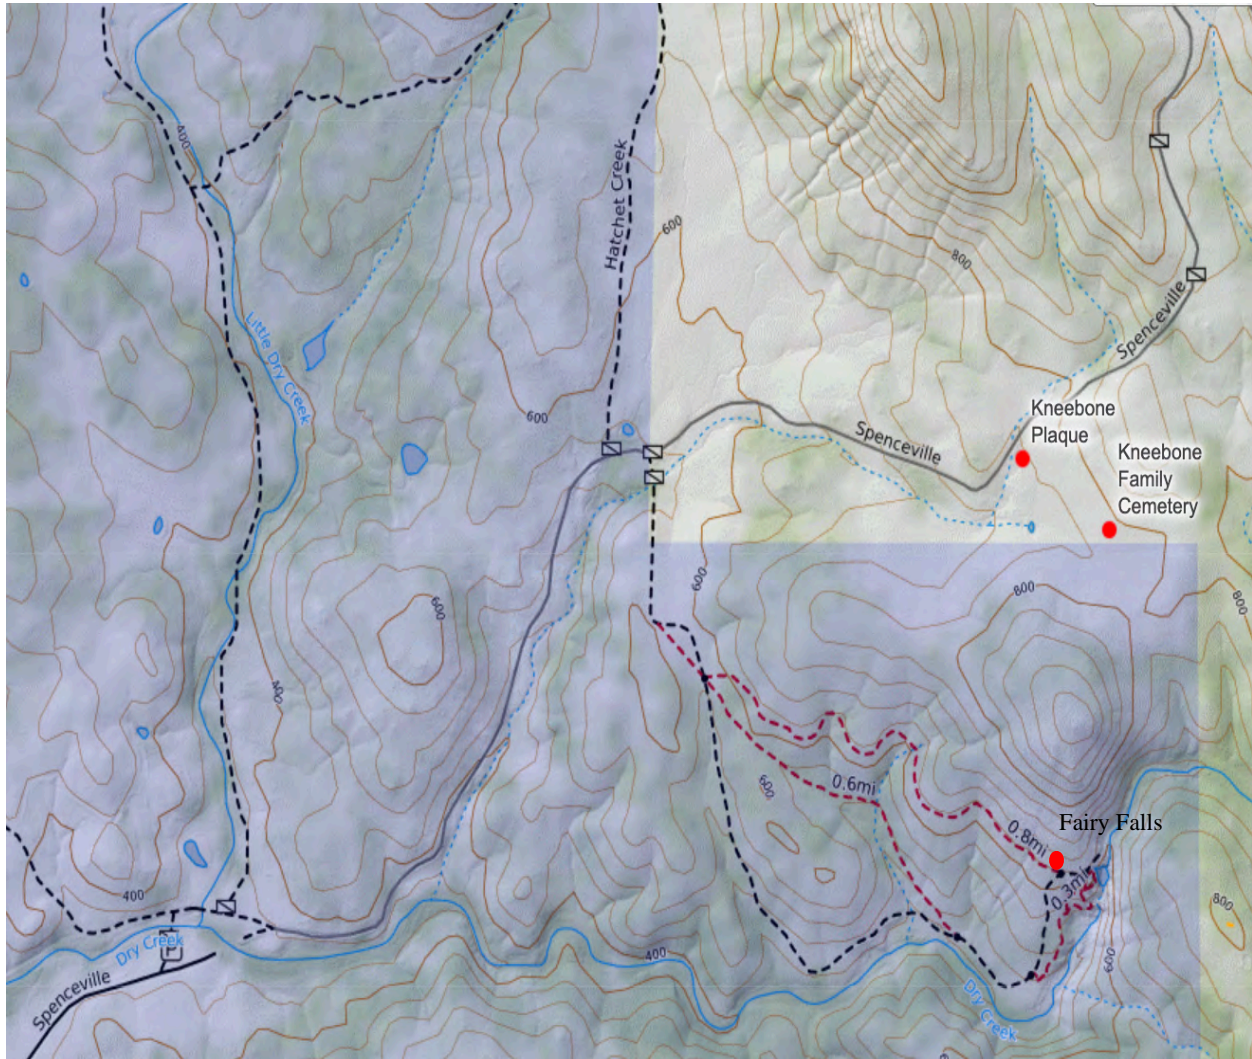 400
Hatchet Creek
600
800
Spenceville
Little Dry Creek
Kneebone
Plaque
600
Spenceville
Kneebone
Family
Cemetery
600
800
800
600
400
600
0.6mi
0.8mi
Fairy Falls
0.3mi
400
800
P
Dry Creek
400
600
Spenceville
Dry Creek